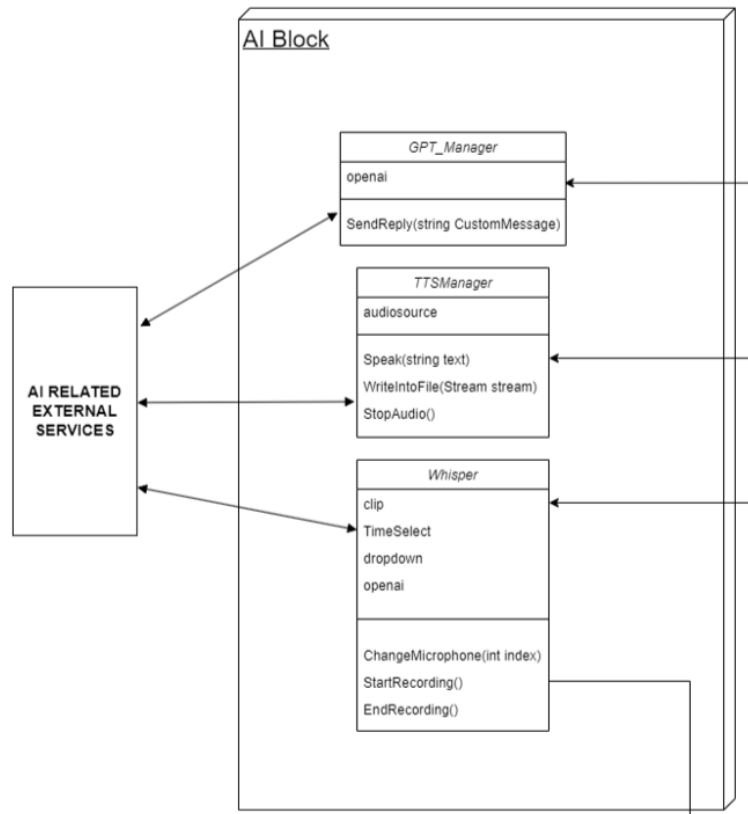 AI Block
GPT_Manager
openai
SendReply(string CustomMessage)
TTSManager
audiosource
Speak(string text)
WriteIntoFile(Stream stream)
StopAudio()
AI RELATED
EXTERNAL
SERVICES
Whisper
clip
TimeSelect
dropdown
openai
ChangeMicrophone(int index)
StartRecording()
EndRecording()